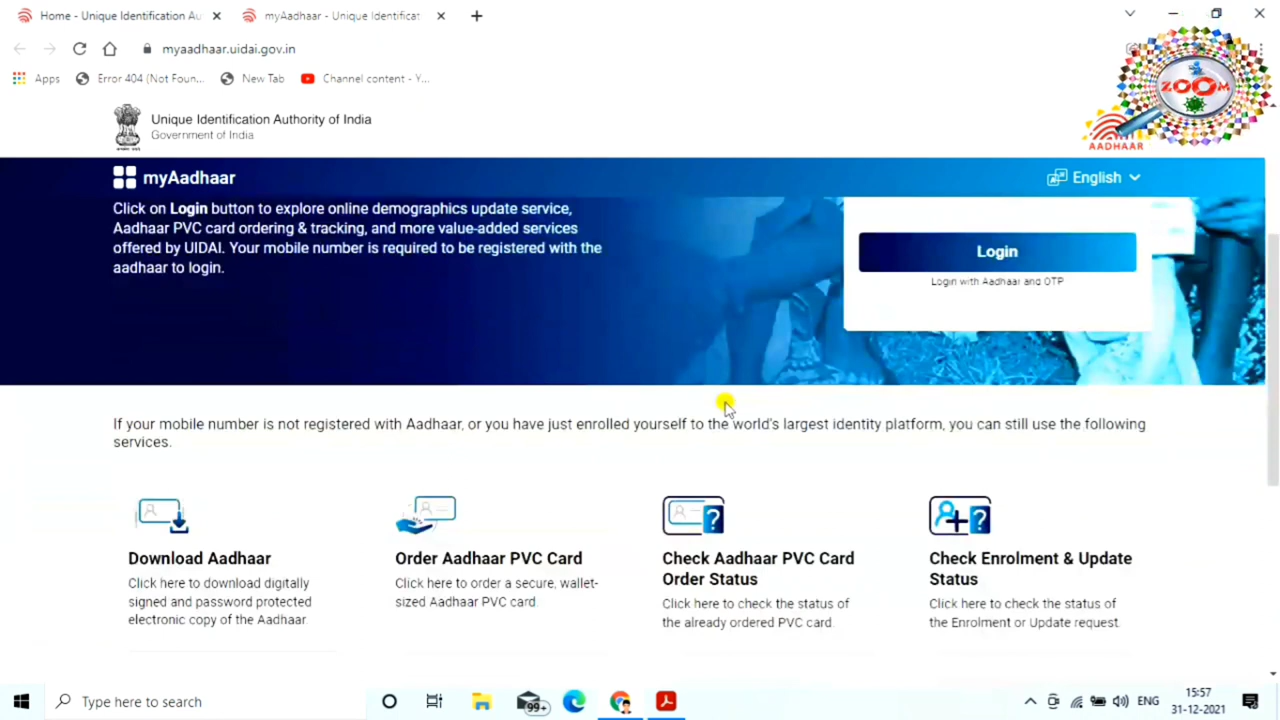 Home - Unique Identification Au
myAadhaar - Unique Identificat
myaadhaar.uidai.gov.in
Apps
Error 404 (Not Foun...
New Tab
Channel content - Y...
ZOOM
AADHAAR
Unique Identification Authority of India
Government of India
myAadhaar
English
Click on Login button to explore online demographics update service,
Aadhaar PVC card ordering & tracking, and more value-added services
offered by UIDAI. Your mobile number is required to be registered with the
aadhaar to login.
Login
Login with Aadhaar and OTP
If your mobile number is not registered with Aadhaar, or you have just enrolled yourself to the world's largest identity platform, you can still use the following
services.
Download Aadhaar
Click here to download digitally
signed and password protected
electronic copy of the Aadhaar.
Order Aadhaar PVC Card
Click here to order a secure, wallet-
sized Aadhaar PVC card.
Check Aadhaar PVC Card
Order Status
Click here to check the status of
the already ordered PVC card.
Check Enrolment & Update
Status
Click here to check the status of
the Enrolment or Update request.
Type here to search
99+
ENG
15:57
31-12-2021